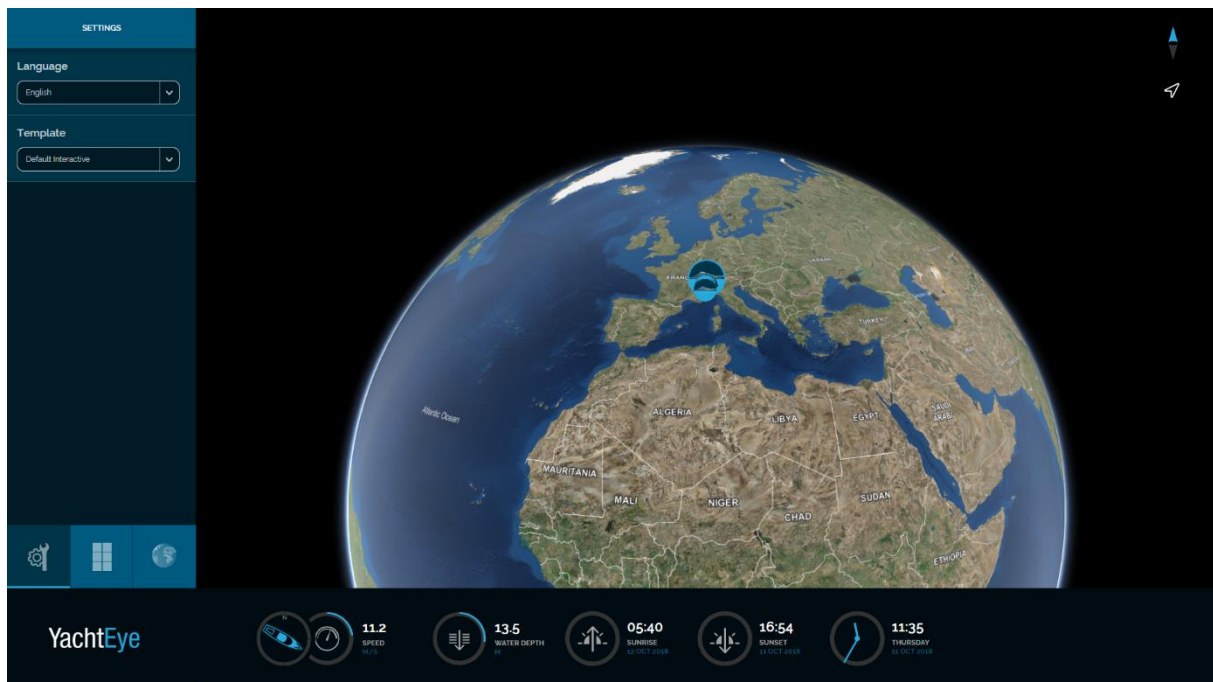 SETTINGS
Language
English
Template
Default Interactive
FRANCE
UKRAINE
TURKEY
Atlantic Ocean
ALGERIA
LIBYA
EGYPT
SAUDI
ARABI
MAURITANIA
MALI
NIGER
CHAD
SUDAN
ETHIOPIA
YachtEye
N
11.2
SPEED
M/S
13.5
WATER DEPTH
M
05:40
SUNRISE
12 OCT 2018
16:54
SUNSET
11 OCT 2018
11:35
THURSDAY
11 OCT 2018